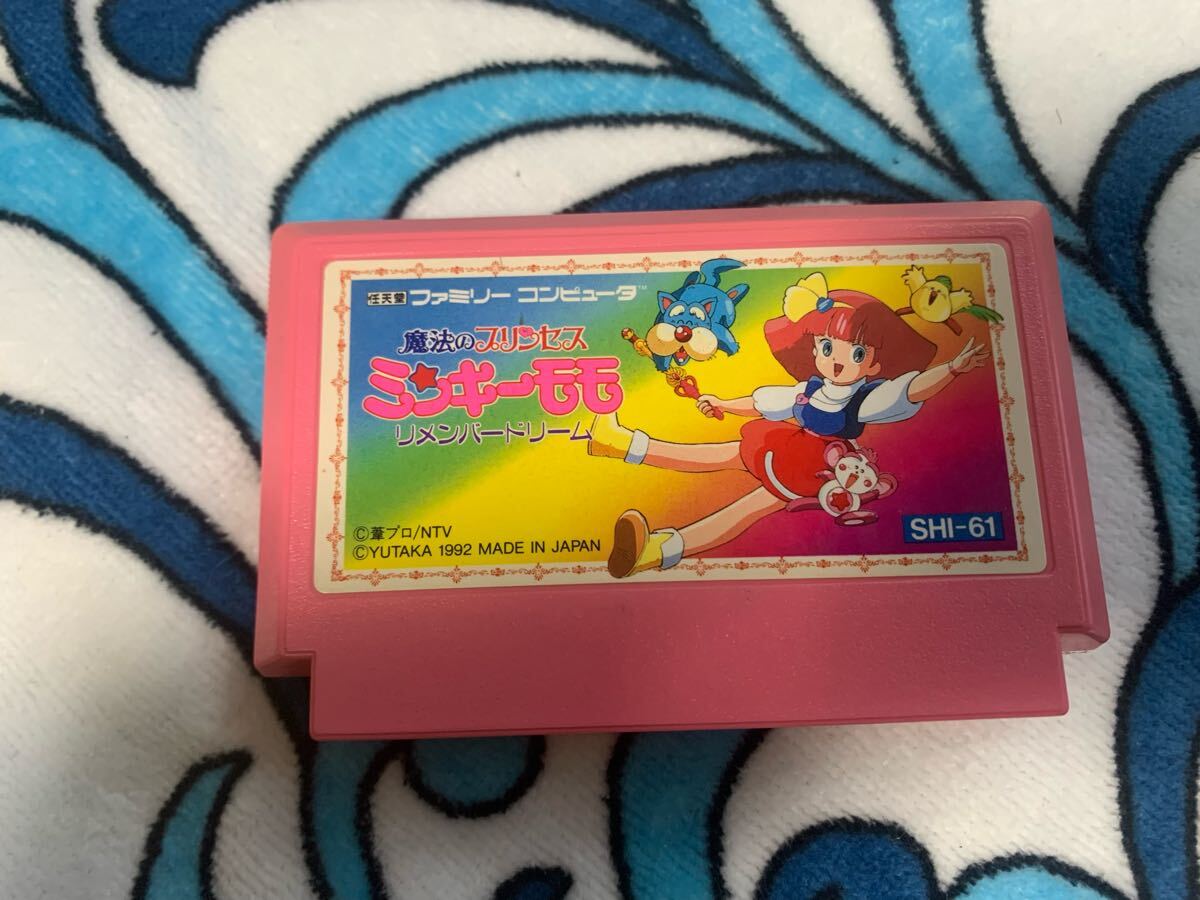 任天堂 ファミリー コンピュータ™
魔法のプリンセス
ミンキーモモ
リメンバードリーム
©葦プロ/NTV
©YUTAKA 1992 MADE IN JAPAN
SHI-61